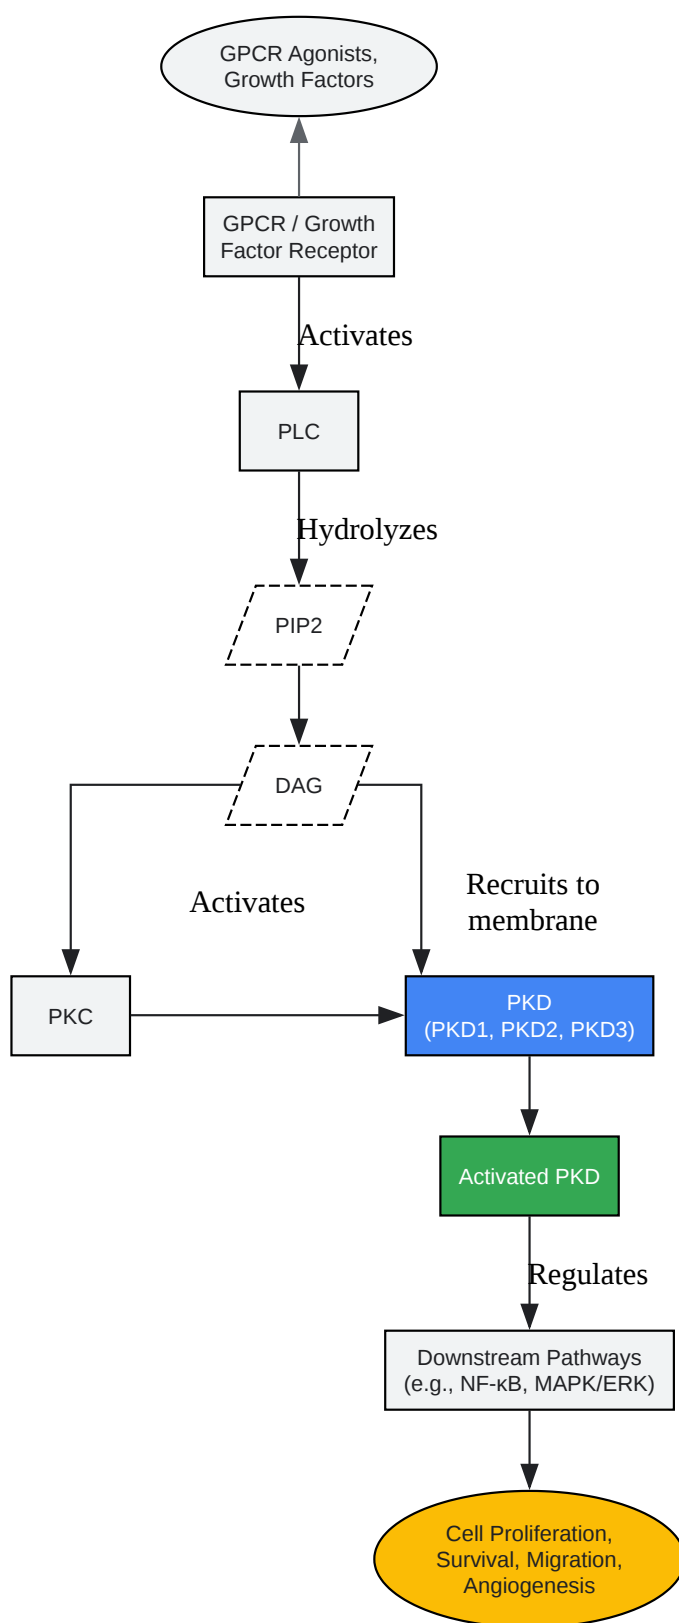 GPCR Agonists,
Growth Factors
GPCR / Growth
Factor Receptor
Activates
PLC
Hydrolyzes
PIP2
DAG
Activates
Recruits to
membrane
PKC
PKD
(PKD1, PKD2, PKD3)
Activated PKD
Regulates
Downstream Pathways
(e.g., NF-κB, MAPK/ERK)
Cell Proliferation,
Survival, Migration,
Angiogenesis